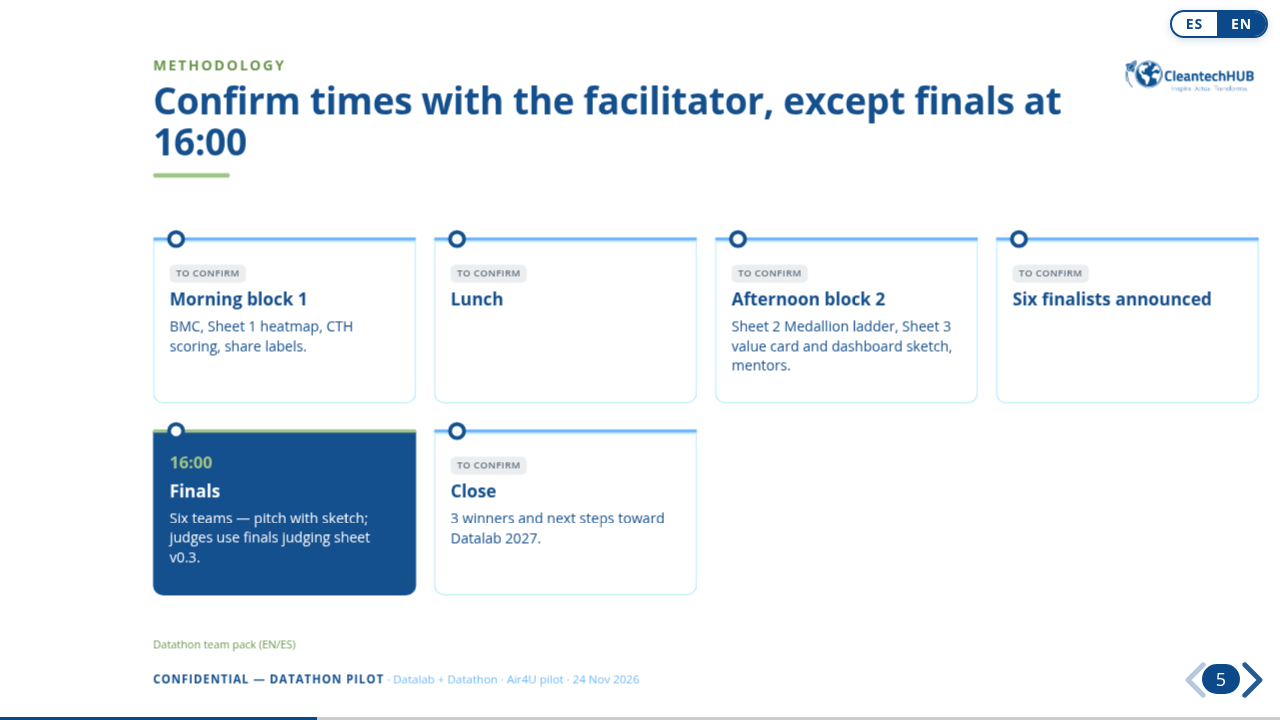 ES EN
METHODOLOGY
CleantechHUB
Inspira. Actúa. Transforma.
Confirm times with the facilitator, except finals at
16:00
TO CONFIRM
Morning block 1
BMC, Sheet 1 heatmap, CTH
scoring, share labels.
TO CONFIRM
Lunch
TO CONFIRM
Afternoon block 2
Sheet 2 Medallion ladder, Sheet 3
value card and dashboard sketch,
mentors.
TO CONFIRM
Six finalists announced
16:00
Finals
Six teams — pitch with sketch;
judges use finals judging sheet
v0.3.
TO CONFIRM
Close
3 winners and next steps toward
Datalab 2027.
Datathon team pack (EN/ES)
CONFIDENTIAL — DATATHON PILOT · Datalab + Datathon · Air4U pilot · 24 Nov 2026
5